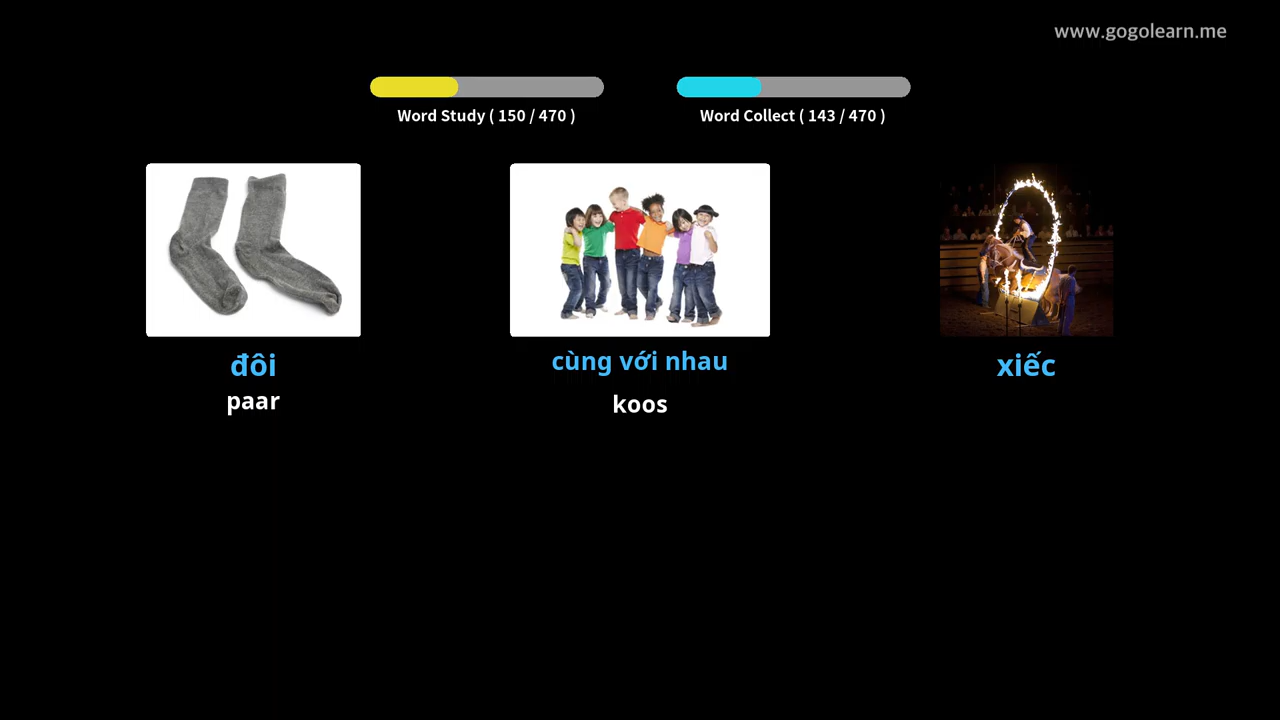 www.gogolearn.me
Word Study ( 150 / 470 )
Word Collect ( 143 / 470 )
đôi
paar
cùng với nhau
koos
xiếc